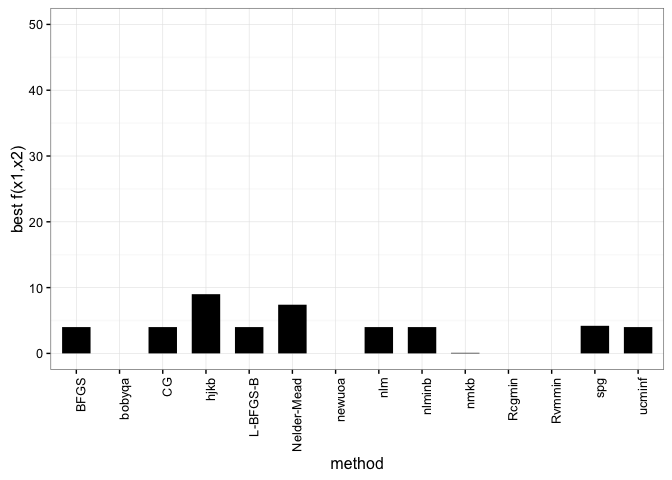 50
40
30
20
10
0
best f(x1,x2)
BFGS
bobyqa
CG
hjkb
L-BFGS-B
Nelder-Mead
newuoa
nlm
nlminb
nmkb
Rcgmin
Rvmmin
spg
ucminf
method